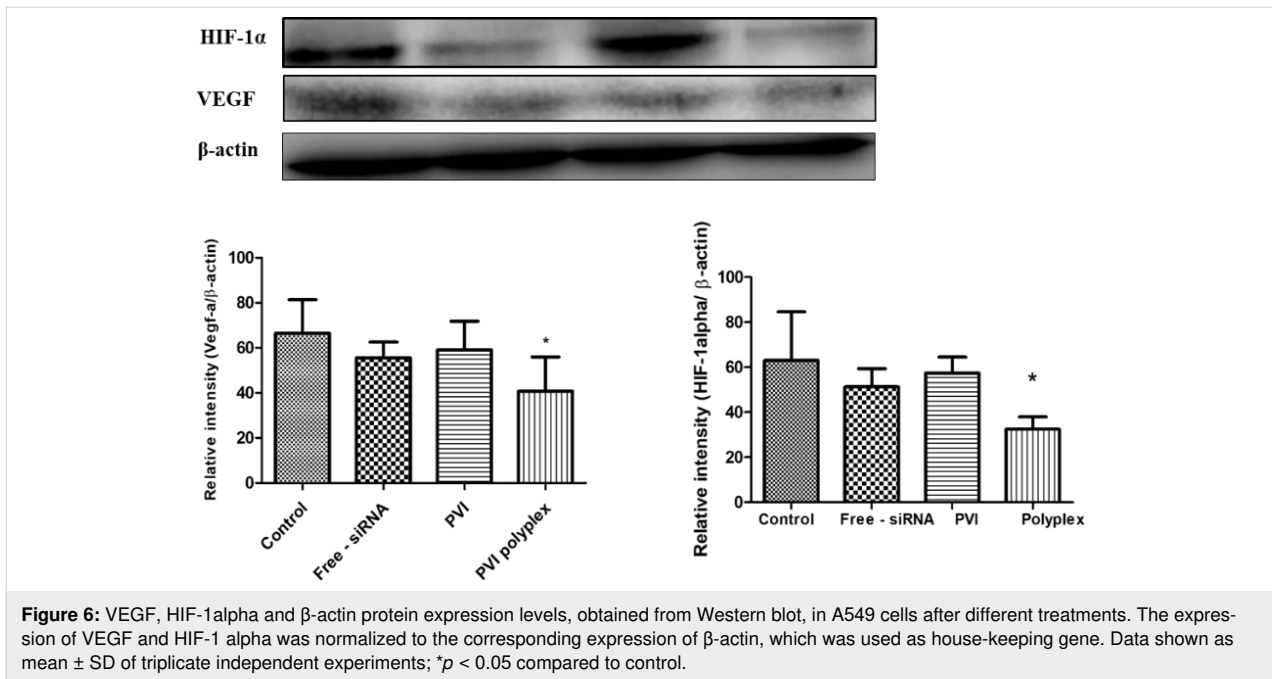 HIF-1α
VEGF
β-actin
Relative intensity (Vegf-a/β-actin)
100
80
60
40
20
0
*
Control
Free - siRNA
PVI
PVI polyplex
Relative intensity (HIF-1alpha/ β-actin)
100
80
60
40
20
0
*
Control
Free - siRNA
PVI
Polyplex
Figure 6: VEGF, HIF-1alpha and β-actin protein expression levels, obtained from Western blot, in A549 cells after different treatments. The expres-
sion of VEGF and HIF-1 alpha was normalized to the corresponding expression of β-actin, which was used as house-keeping gene. Data shown as
mean ± SD of triplicate independent experiments; *p < 0.05 compared to control.